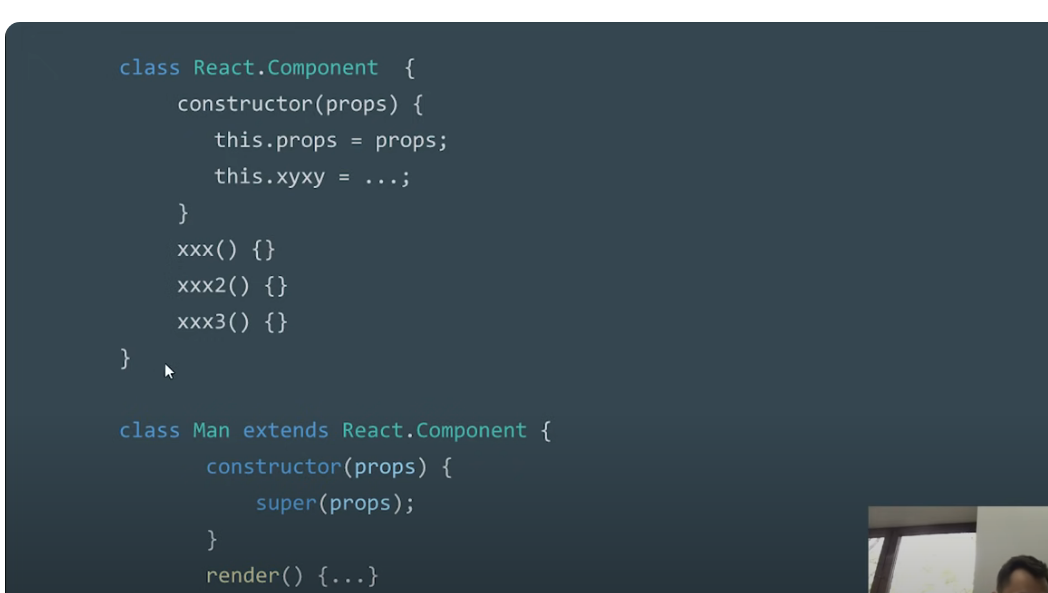 class React.Component {
constructor(props) {
this.props = props;
this.xyxy = ...;
}
xxx() {}
xxx2() {}
xxx3() {}
}
class Man extends React.Component {
constructor(props) {
super(props);
}
render() {...}